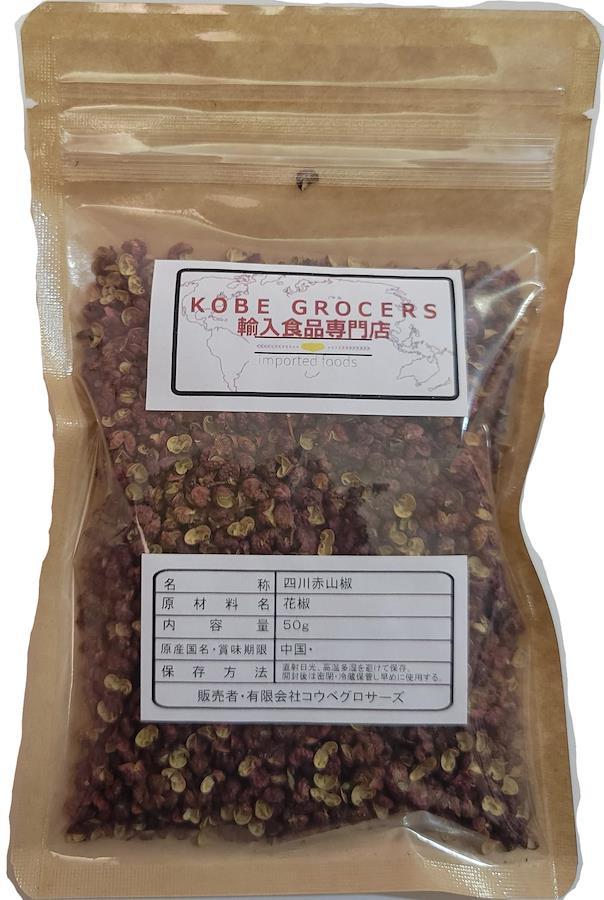 KOBE GROCERS
輸入食品専門店
imported foods
名 称 四川赤山椒
原材料名 花椒
内容量 50g
原産国名・賞味期限 中国・
保存方法 直射日光、高温多湿を避けて保存。
開封後は密閉・冷蔵保管し早めに使用する。
販売者・有限会社コウベグロサーズ